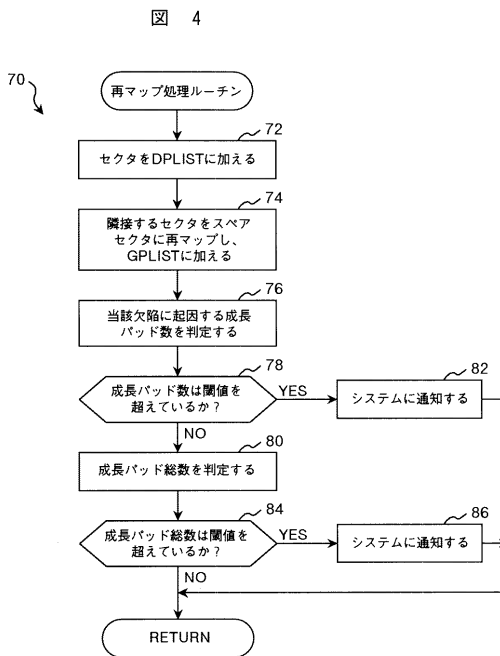 図 4
70
再マップ処理ルーチン
72
セクタをDPLISTに加える
74
隣接するセクタをスペア
セクタに再マップし、
GPLISTに加える
76
当該欠陥に起因する成長
パッド数を判定する
78
成長パッド数は閾値を
超えているか?
YES
82
システムに通知する
NO
80
成長パッド総数を判定する
84
成長パッド総数は閾値を
超えているか?
YES
86
システムに通知する
NO
RETURN